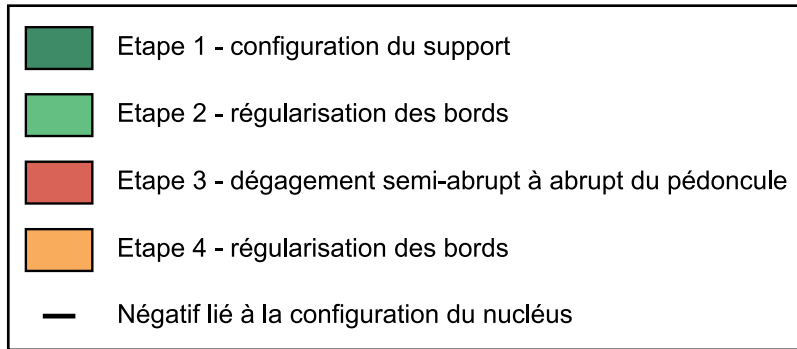 Etape 1 - configuration du support
Etape 2 - régularisation des bords
Etape 3 - dégagement semi-abrupt à abrupt du pédoncule
Etape 4 - régularisation des bords
Négatif lié à la configuration du nucléus